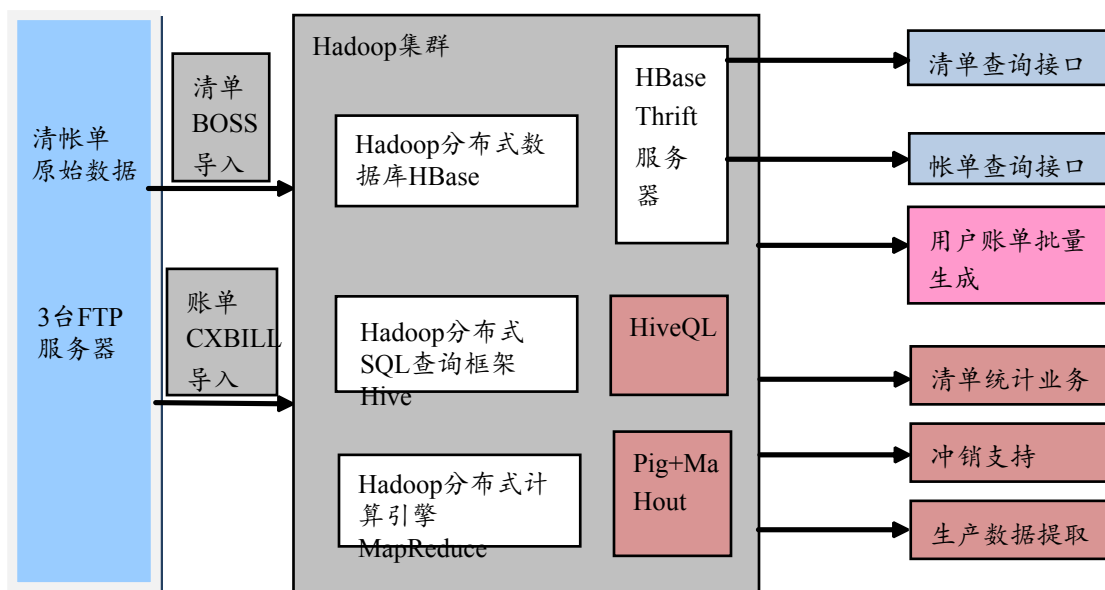 清帐单
原始数据
3台FTP
服务器
清单
BOSS
导入
账单
CXBILL
导入
Hadoop集群
Hadoop分布式数
据库HBase
Hadoop分布式
SQL查询框架
Hive
Hadoop分布式计
算引擎
MapReduce
HBase
Thrift
服务
器
HiveQL
Pig+Ma
Hout
清单查询接口
帐单查询接口
用户账单批量
生成
清单统计业务
冲销支持
生产数据提取